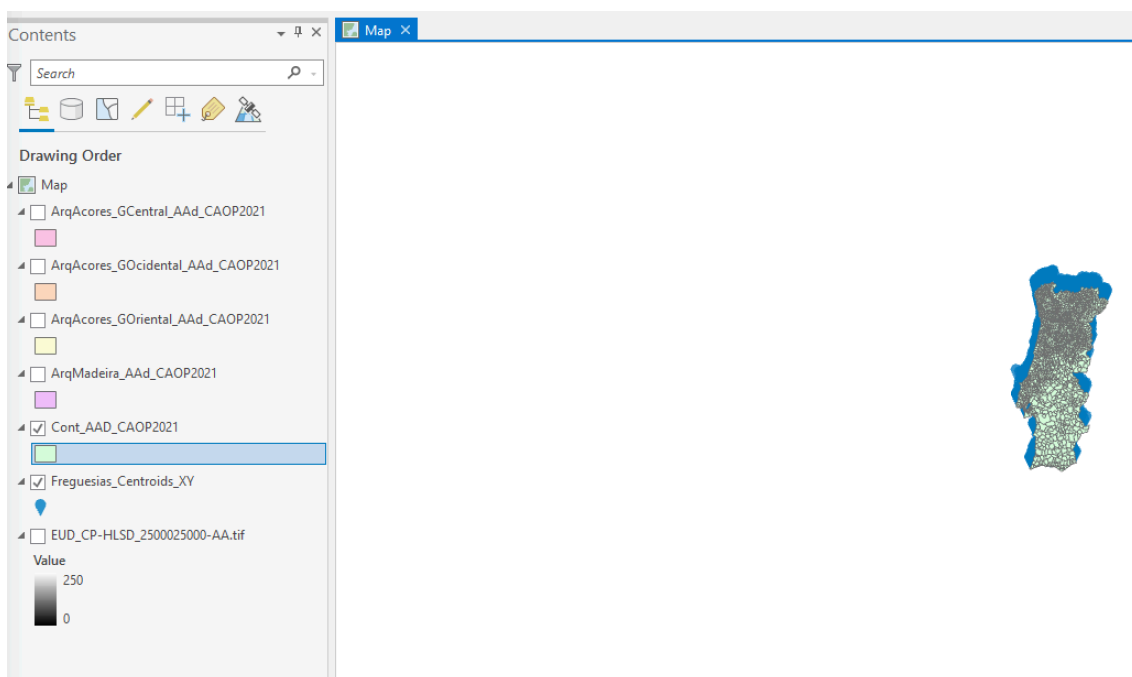 Contents
Map
Search
Drawing Order
Map
ArqAcores_GCentral_AAd_CAOP2021
ArqAcores_GOcidental_AAd_CAOP2021
ArqAcores_GOriental_AAd_CAOP2021
ArqMadeira_AAd_CAOP2021
Cont_AAD_CAOP2021
Freguesias_Centroids_XY
EUD_CP-HLSD_2500025000-AA.tif
Value
250
0